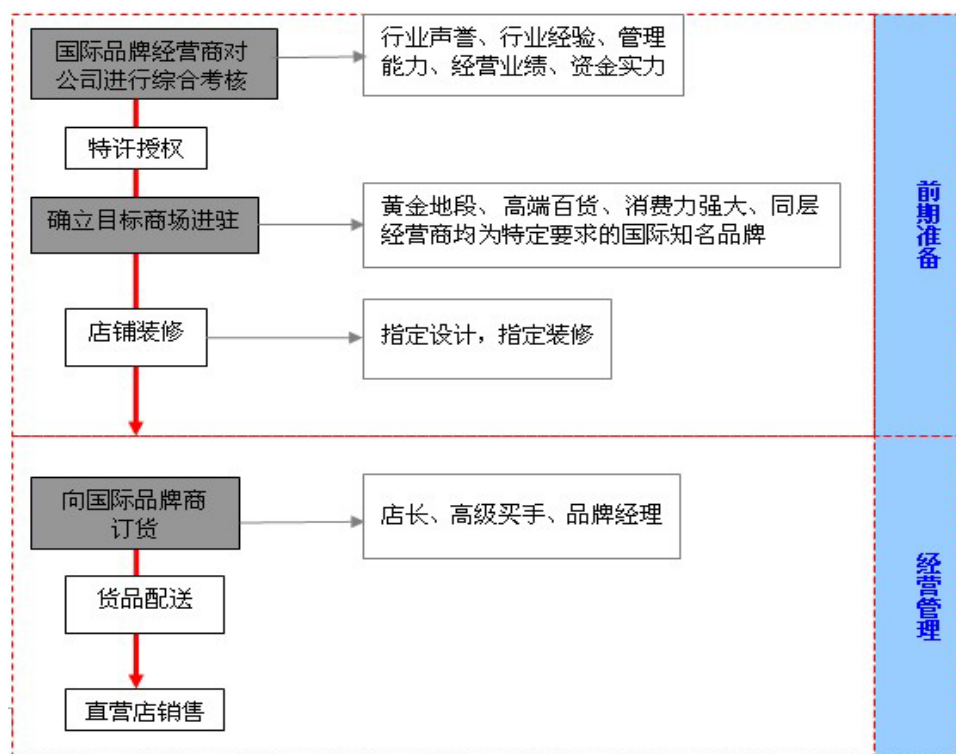 国际品牌经营商对
公司进行综合考核
行业声誉、行业经验、管理
能力、经营业绩、资金实力
特许授权
确立目标商场进驻
黄金地段、高端百货、消费力强大、同层
经营商均为特定要求的国际知名品牌
店铺装修
指定设计，指定装修
前期准备
向国际品牌商
订货
店长、高级买手、品牌经理
货品配送
直营店销售
经营管理